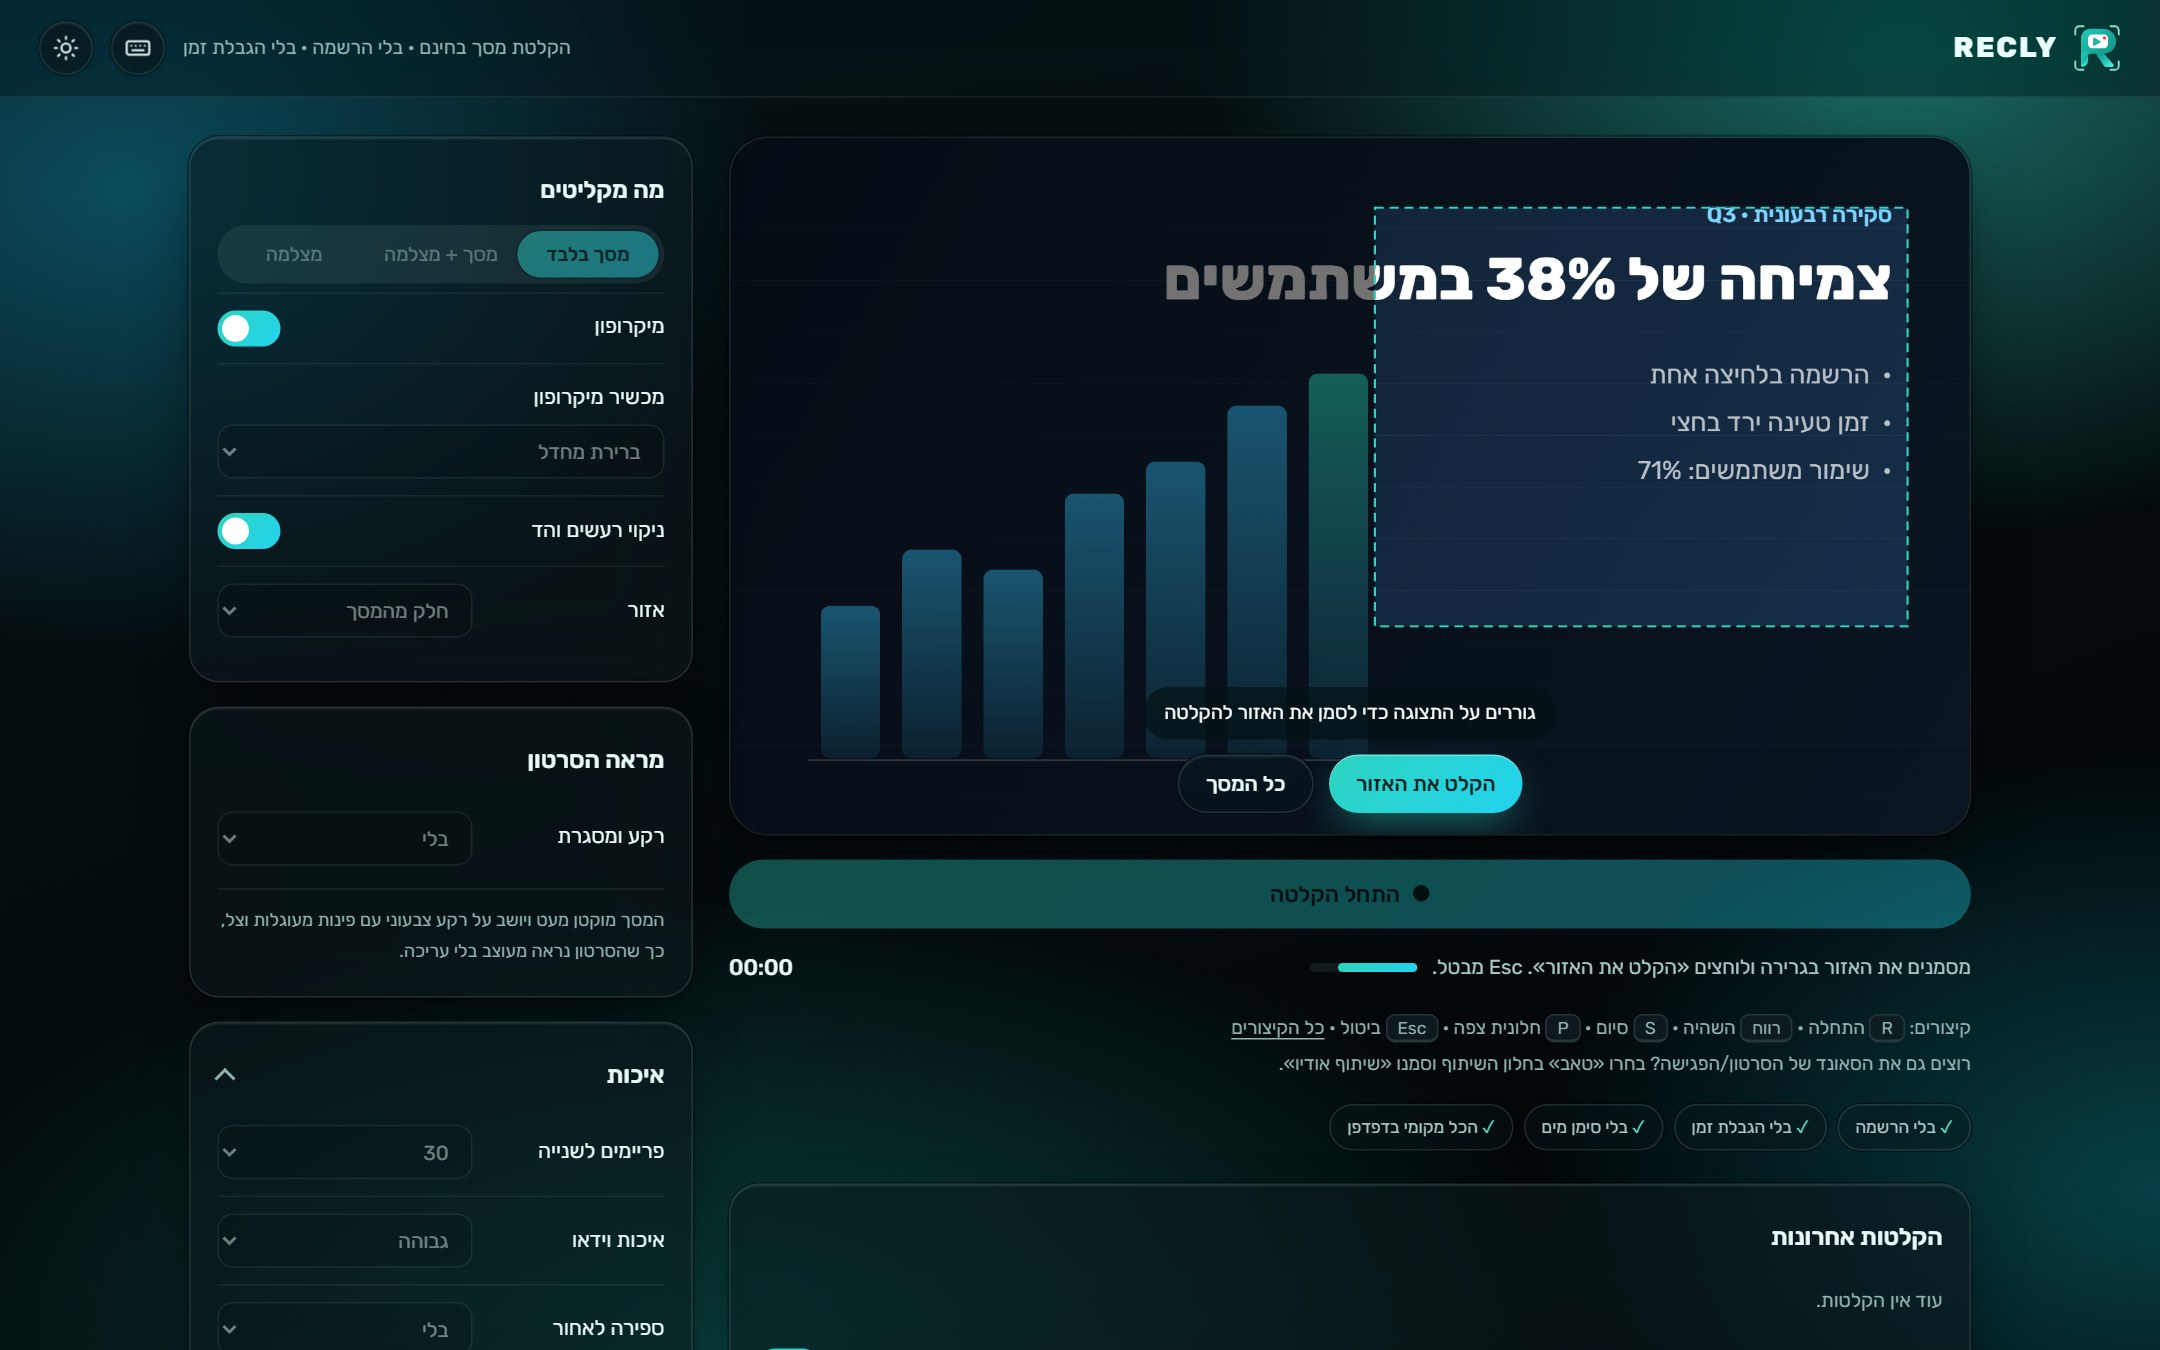 RECLY
הקלטת מסך בחינם • בלי הרשמה • בלי הגבלת זמן
סקירה רבעונית • Q3
צמיחה של 38% במשתמשים
• הרשמה בלחיצה אחת
• זמן טעינה ירד בחצי
• שימור משתמשים: 71%
גוררים על התצוגה כדי לסמן את האזור להקלטה
הקלט את האזור
כל המסך
התחל הקלטה
מסמנים את האזור בגרירה ולוחצים «הקלט את האזור». Esc מבטל.
00:00
קיצורים: R התחלה • רווח השהיה • S סיום • P חלונית צפה • Esc ביטול • כל הקיצורים
רוצים גם את הסאונד של הסרטון/הפגישה? בחרו «טאב» בחלון השיתוף וסמנו «שיתוף אודיו».
✓ בלי הרשמה
✓ בלי הגבלת זמן
✓ בלי סימן מים
✓ הכל מקומי בדפדפן
הקלטות אחרונות
עוד אין הקלטות.
מה מקליטים
מסך בלבד
מסך + מצלמה
מצלמה
מיקרופון
מכשיר מיקרופון
ברירת מחדל
ניקוי רעשים והד
אזור
חלק מהמסך
מראה הסרטון
רקע ומסגרת
בלי
המסך מוקטן מעט ויושב על רקע צבעוני עם פינות מעוגלות וצל,
כך שהסרטון נראה מעוצב בלי עריכה.
איכות
פריימים לשנייה
30
איכות וידאו
גבוהה
ספירה לאחור
בלי